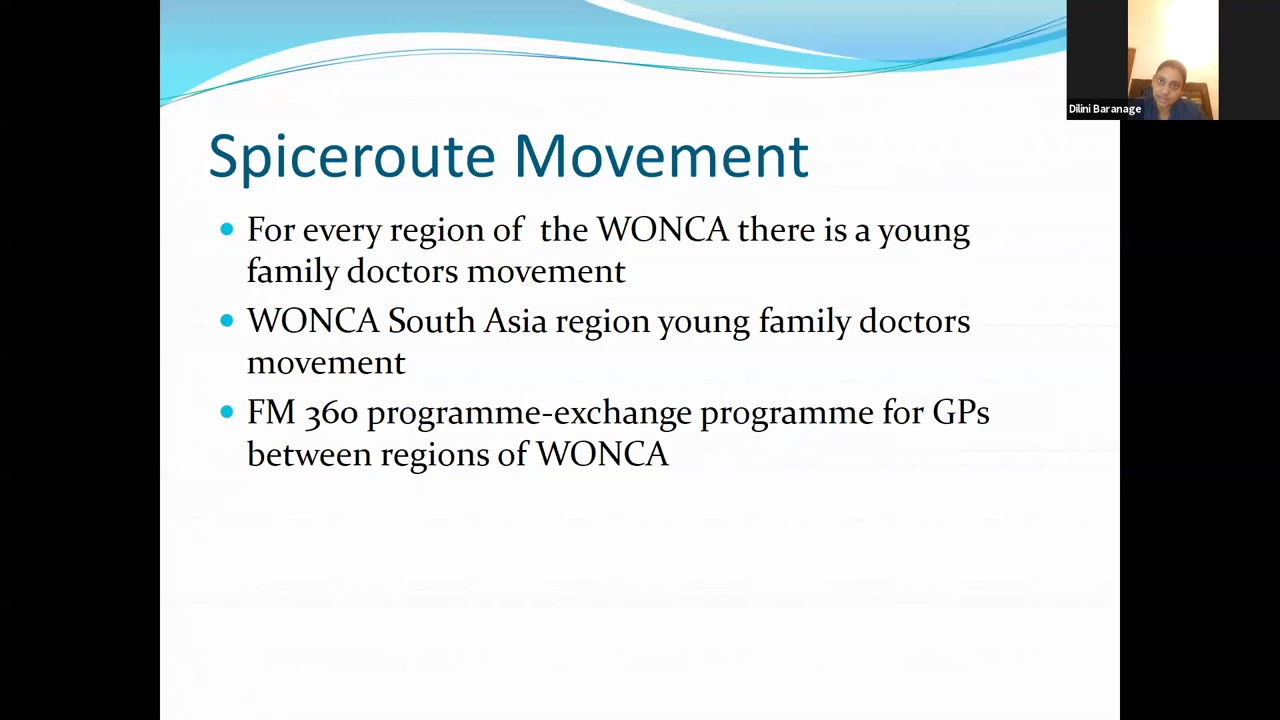 Dilini Baranage
Spiceroute Movement
For every region of the WONCA there is a young
family doctors movement
WONCA South Asia region young family doctors
movement
FM 360 programme-exchange programme for GPs
between regions of WONCA